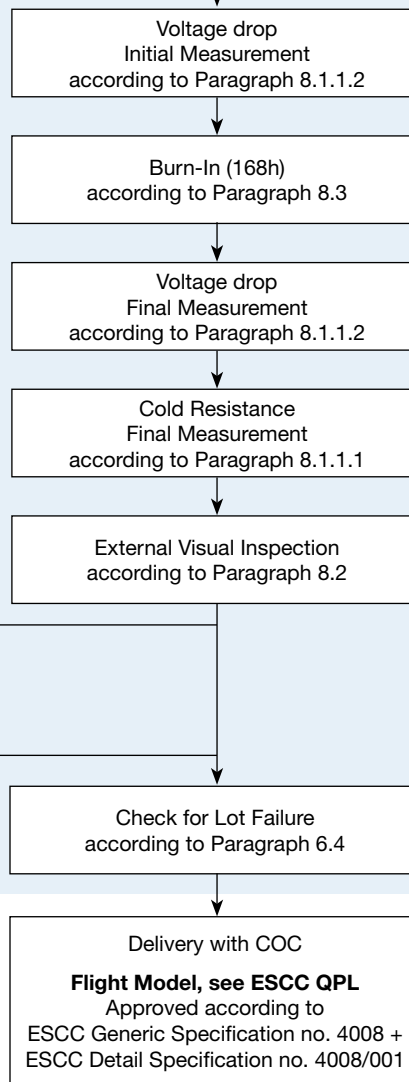 Voltage drop
Initial Measurement
according to Paragraph 8.1.1.2
Burn-In (168h)
according to Paragraph 8.3
Voltage drop
Final Measurement
according to Paragraph 8.1.1.2
Cold Resistance
Final Measurement
according to Paragraph 8.1.1.1
External Visual Inspection
according to Paragraph 8.2
Check for Lot Failure
according to Paragraph 6.4
Delivery with COC
Flight Model, see ESCC QPL
Approved according to
ESCC Generic Specification no. 4008 +
ESCC Detail Specification no. 4008/001